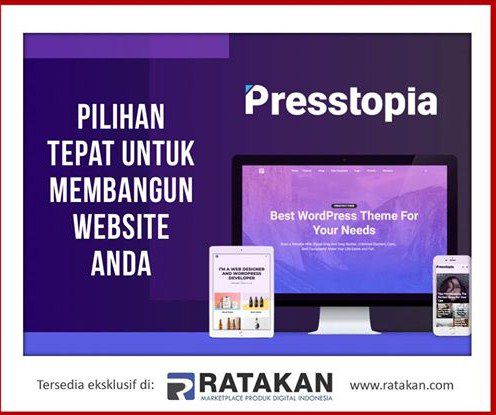 PILIHAN
TEPAT UNTUK
MEMBANGUN
WEBSITE
ANDA
Presstopia
Best WordPress Theme For
Your Needs
I'M A WEB DESIGNER
AND WORDPRESS
DEVELOPER
Presstopia
Tersedia eksklusif di:
RATAKAN
MARKETPLACE PRODUK DIGITAL INDONESIA
www.ratakan.com